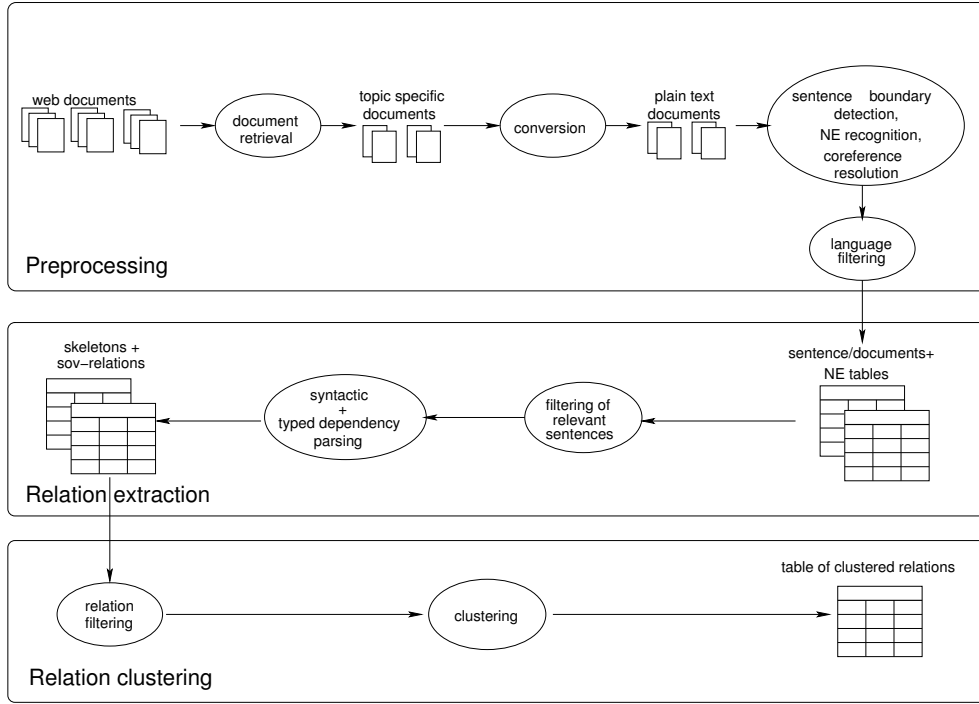 web documents
document
retrieval
topic specific
documents
conversion
plain text
documents
sentence boundary
detection,
NE recognition,
coreference
resolution
language
filtering
Preprocessing
sentence/documents+
NE tables
filtering of
relevant
sentences
syntactic
+
typed dependency
parsing
skeletons +
sov−relations
Relation extraction
relation
filtering
clustering
table of clustered relations
Relation clustering